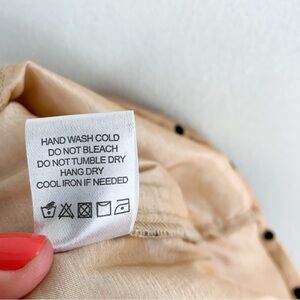 HAND WASH COLD
DO NOT BLEACH
DO NOT TUMBLE DRY
HANG DRY
COOL IRON IF NEEDED